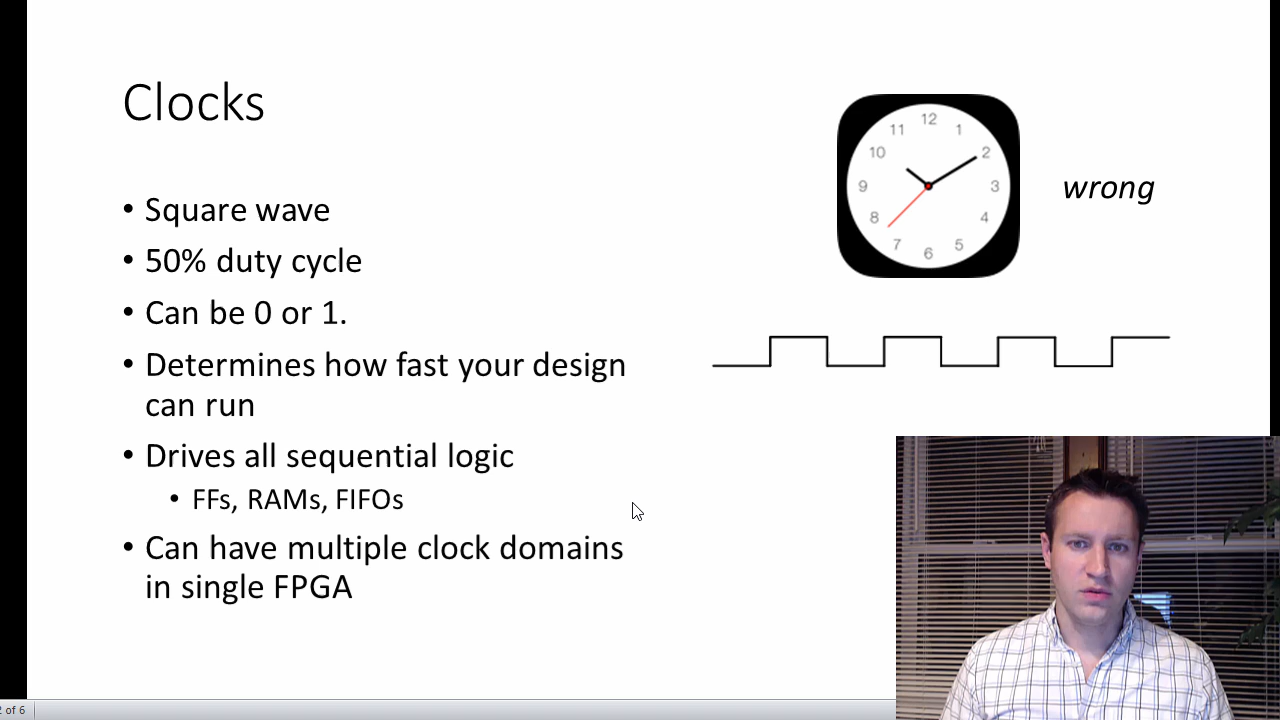 Clocks
• Square wave
• 50% duty cycle
• Can be 0 or 1.
• Determines how fast your design
can run
• Drives all sequential logic
• FFs, RAMs, FIFOs
• Can have multiple clock domains
in single FPGA
12
11 1
10 2
9 3
8 4
7 5
6
wrong
of 6